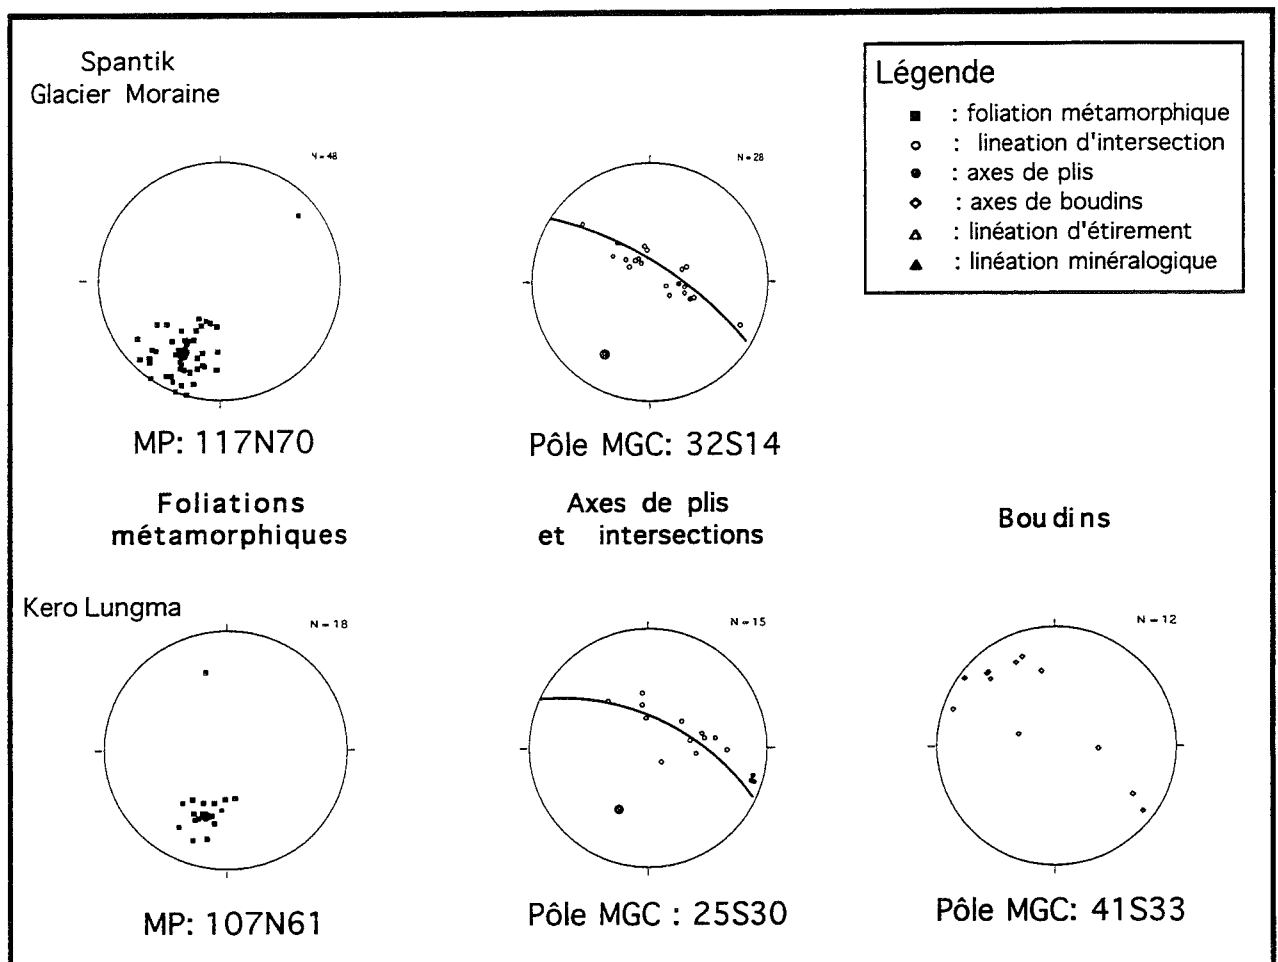 Spantik
Glacier Moraine
Légende
: foliation métamorphique
: lineation d'intersection
: axes de plis
: axes de boudins
: linéation d'étirement
: linéation minéralogique
N=28
MP: 117N70
Pôle MGC: 32S14
Foliations
métamorphiques
Axes de plis
et intersections
Boudins
Kero Lungma
N=18
N=15
N=12
MP: 107N61
Pôle MGC : 25S30
Pôle MGC: 41S33